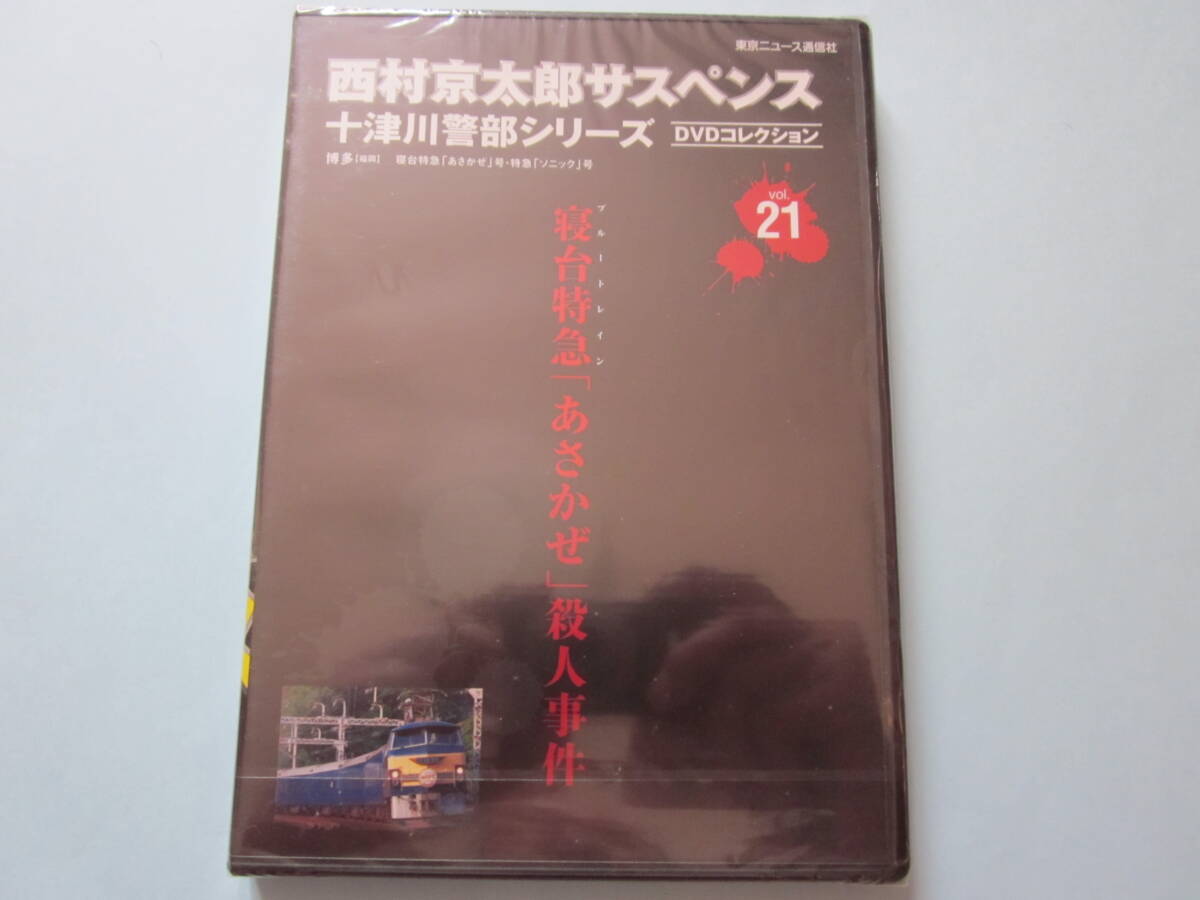 東京ニュース通信社
西村京太郎サスペンス
十津川警部シリーズ DVDコレクション
博多[福岡] 寝台特急「あさかぜ」号・特急「ソニック」号
vol.
21
ブルートレイン
寝台特急「あさかぜ」殺人事件